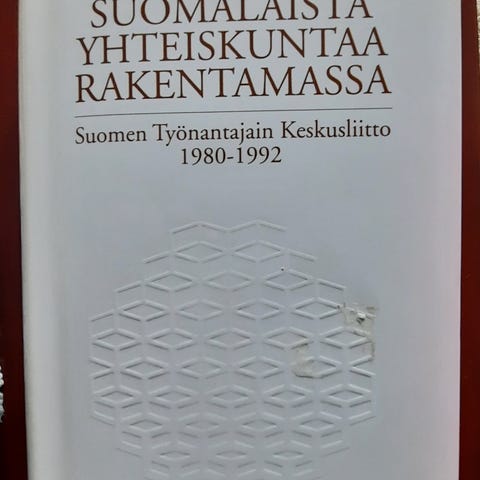 SUOMALAISTA
YHTEISKUNTAA
RAKENTAMASSA
Suomen Työnantajain Keskusliitto
1980-1992